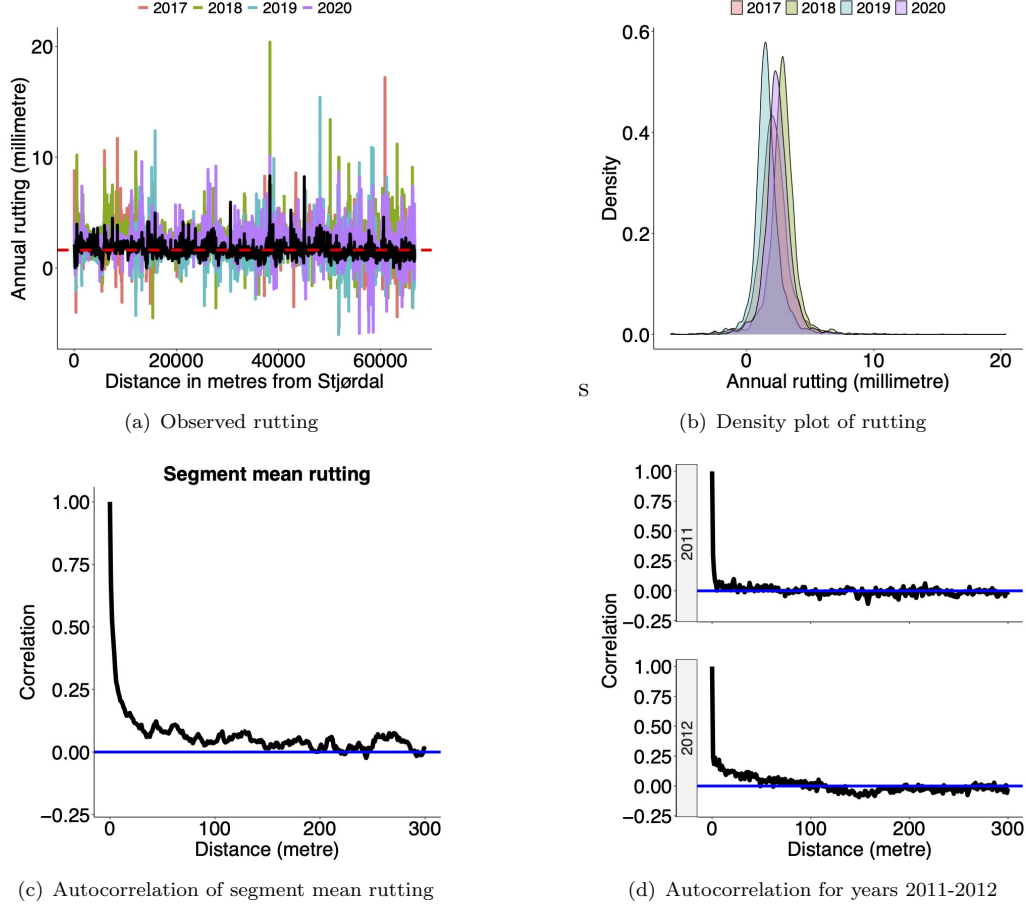 2017 2018 2019 2020
Annual rutting (millimetre)
20
10
0
0 20000 40000 60000
Distance in metres from Stjørdal
(a) Observed rutting
2017 2018 2019 2020
Density
0.6
0.4
0.2
0.0
0 10 20
Annual rutting (millimetre)
s
(b) Density plot of rutting
Segment mean rutting
Correlation
1.00
0.75
0.50
0.25
0.00
−0.25
0 100 200 300
Distance (metre)
(c) Autocorrelation of segment mean rutting
Correlation
1.00
0.75
0.50
0.25
0.00
−0.25
2011
1.00
0.75
0.50
0.25
0.00
−0.25
2012
0 100 200 300
Distance (metre)
(d) Autocorrelation for years 2011-2012